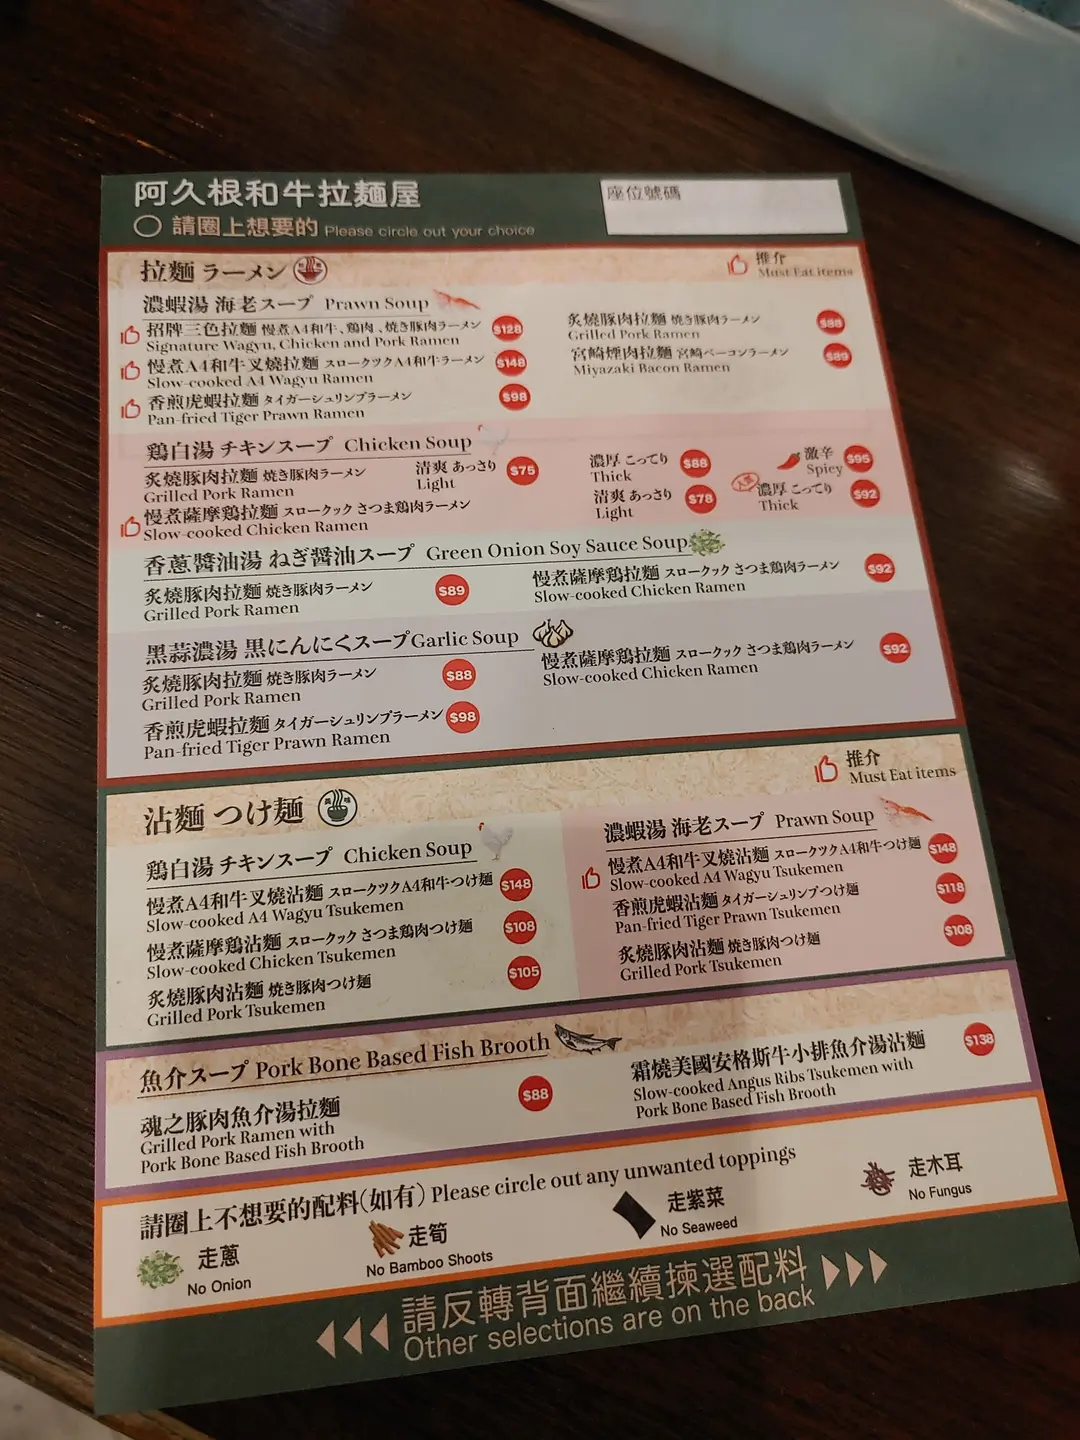 阿久根和牛拉麵屋
座位號碼
請圈上想要的 Please circle out your choice
拉麵 ラーメン
推介
Must Eat items
濃蝦湯 海老スープ Prawn Soup
招牌三色拉麵 慢煮A4和牛、鶏肉、焼き豚肉ラーメン $128
Signature Wagyu, Chicken and Pork Ramen
慢煮A4和牛叉燒拉麵 スロークツクA4和牛ラーメン $148
Slow-cooked A4 Wagyu Ramen
香煎虎蝦拉麵 タイガーシュリンプラーメン $98
Pan-fried Tiger Prawn Ramen
炙燒豚肉拉麵 焼き豚肉ラーメン $88
Grilled Pork Ramen
宮崎煙肉拉麵 宮崎ベーコンラーメン $89
Miyazaki Bacon Ramen
鶏白湯 チキンスープ Chicken Soup
炙燒豚肉拉麵 焼き豚肉ラーメン
Grilled Pork Ramen
清爽 あっさり $75
Light
濃厚 こってり $88
Thick
激辛 $95
Spicy
慢煮薩摩鶏拉麵 スロークック さつま鶏肉ラーメン
Slow-cooked Chicken Ramen
清爽 あっさり $78
Light
人気
濃厚 こってり $92
Thick
香蔥醬油湯 ねぎ醤油スープ Green Onion Soy Sauce Soup
炙燒豚肉拉麵 焼き豚肉ラーメン $89
Grilled Pork Ramen
慢煮薩摩鶏拉麵 スロークック さつま鶏肉ラーメン $92
Slow-cooked Chicken Ramen
黑蒜濃湯 黒にんにくスープ Garlic Soup
炙燒豚肉拉麵 焼き豚肉ラーメン $88
Grilled Pork Ramen
香煎虎蝦拉麵 タイガーシュリンプラーメン $98
Pan-fried Tiger Prawn Ramen
慢煮薩摩鶏拉麵 スロークック さつま鶏肉ラーメン $92
Slow-cooked Chicken Ramen
沾麵 つけ麺
推介
Must Eat items
鶏白湯 チキンスープ Chicken Soup
慢煮A4和牛叉燒沾麵 スロークツクA4和牛つけ麺 $148
Slow-cooked A4 Wagyu Tsukemen
慢煮薩摩鶏沾麵 スロークック さつま鶏肉つけ麺 $108
Slow-cooked Chicken Tsukemen
炙燒豚肉沾麵 焼き豚肉つけ麺 $105
Grilled Pork Tsukemen
濃蝦湯 海老スープ Prawn Soup
慢煮A4和牛叉燒沾麵 スロークツクA4和牛つけ麺 $148
Slow-cooked A4 Wagyu Tsukemen
香煎虎蝦沾麵 タイガーシュリンプつけ麺 $118
Pan-fried Tiger Prawn Tsukemen
炙燒豚肉沾麵 焼き豚肉つけ麺 $108
Grilled Pork Tsukemen
魚介スープ Pork Bone Based Fish Brooth
魂之豚肉魚介湯拉麵 $88
Grilled Pork Ramen with
Pork Bone Based Fish Brooth
霜燒美國安格斯牛小排魚介湯沾麵 $138
Slow-cooked Angus Ribs Tsukemen with
Pork Bone Based Fish Brooth
請圈上不想要的配料(如有) Please circle out any unwanted toppings
走蔥
No Onion
走筍
No Bamboo Shoots
走紫菜
No Seaweed
走木耳
No Fungus
請反轉背面繼續揀選配料
Other selections are on the back